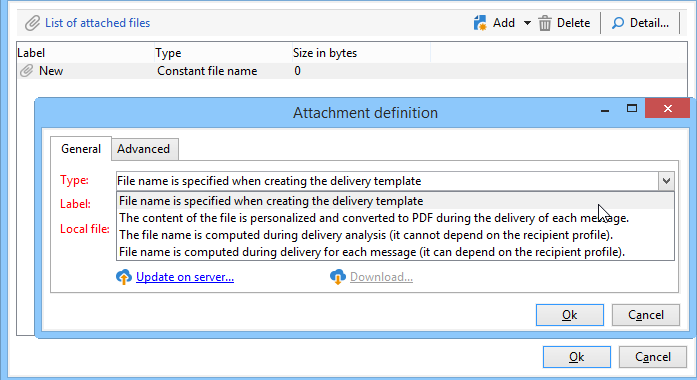 List of attached files Add Delete Detail...
Label Type Size in bytes
New Constant file name 0
Attachment definition
General Advanced
Type: File name is specified when creating the delivery template
File name is specified when creating the delivery template
Label: The content of the file is personalized and converted to PDF during the delivery of each message.
Local file: The file name is computed during delivery analysis (it cannot depend on the recipient profile).
File name is computed during delivery for each message (it can depend on the recipient profile).
Update on server... Download...
Ok Cancel
Ok Cancel